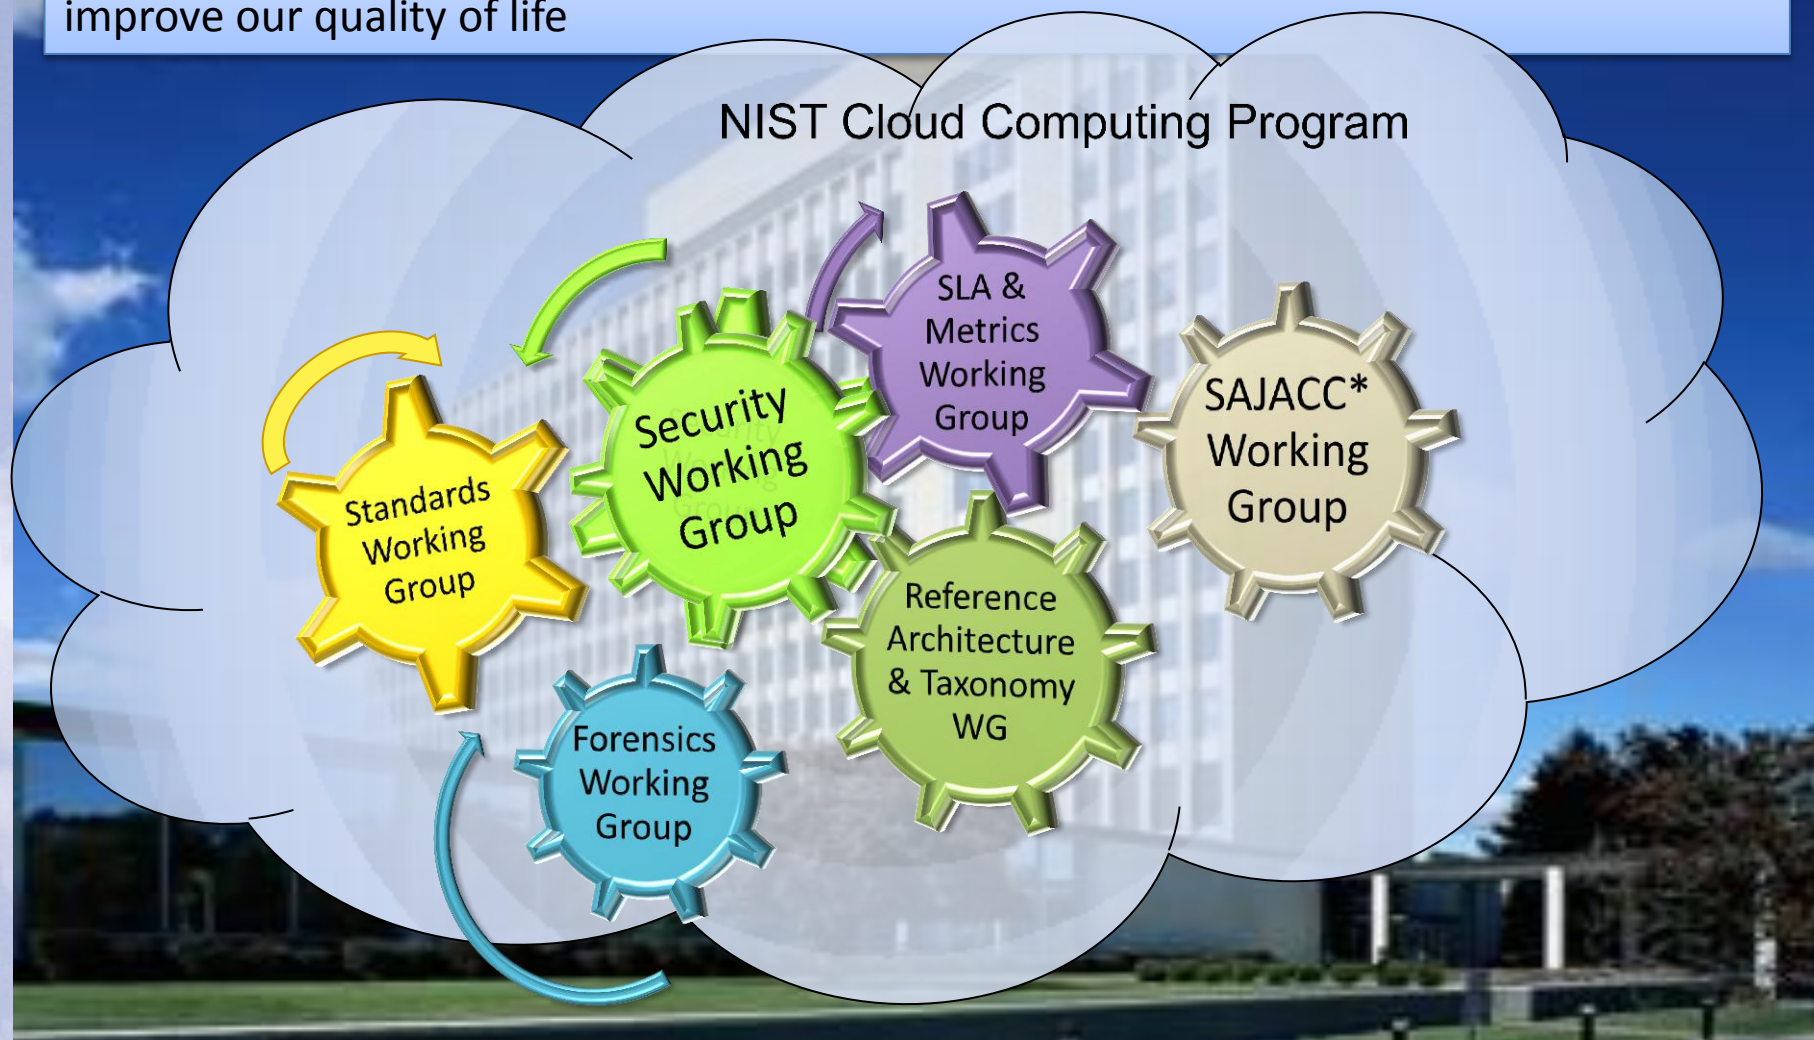 improve our quality of life
NIST Cloud Computing Program
SLA &
Metrics
Working
Group
SAJACC*
Working
Group
Security
Working
Group
Standards
Working
Group
Reference
Architecture
& Taxonomy
WG
Forensics
Working
Group